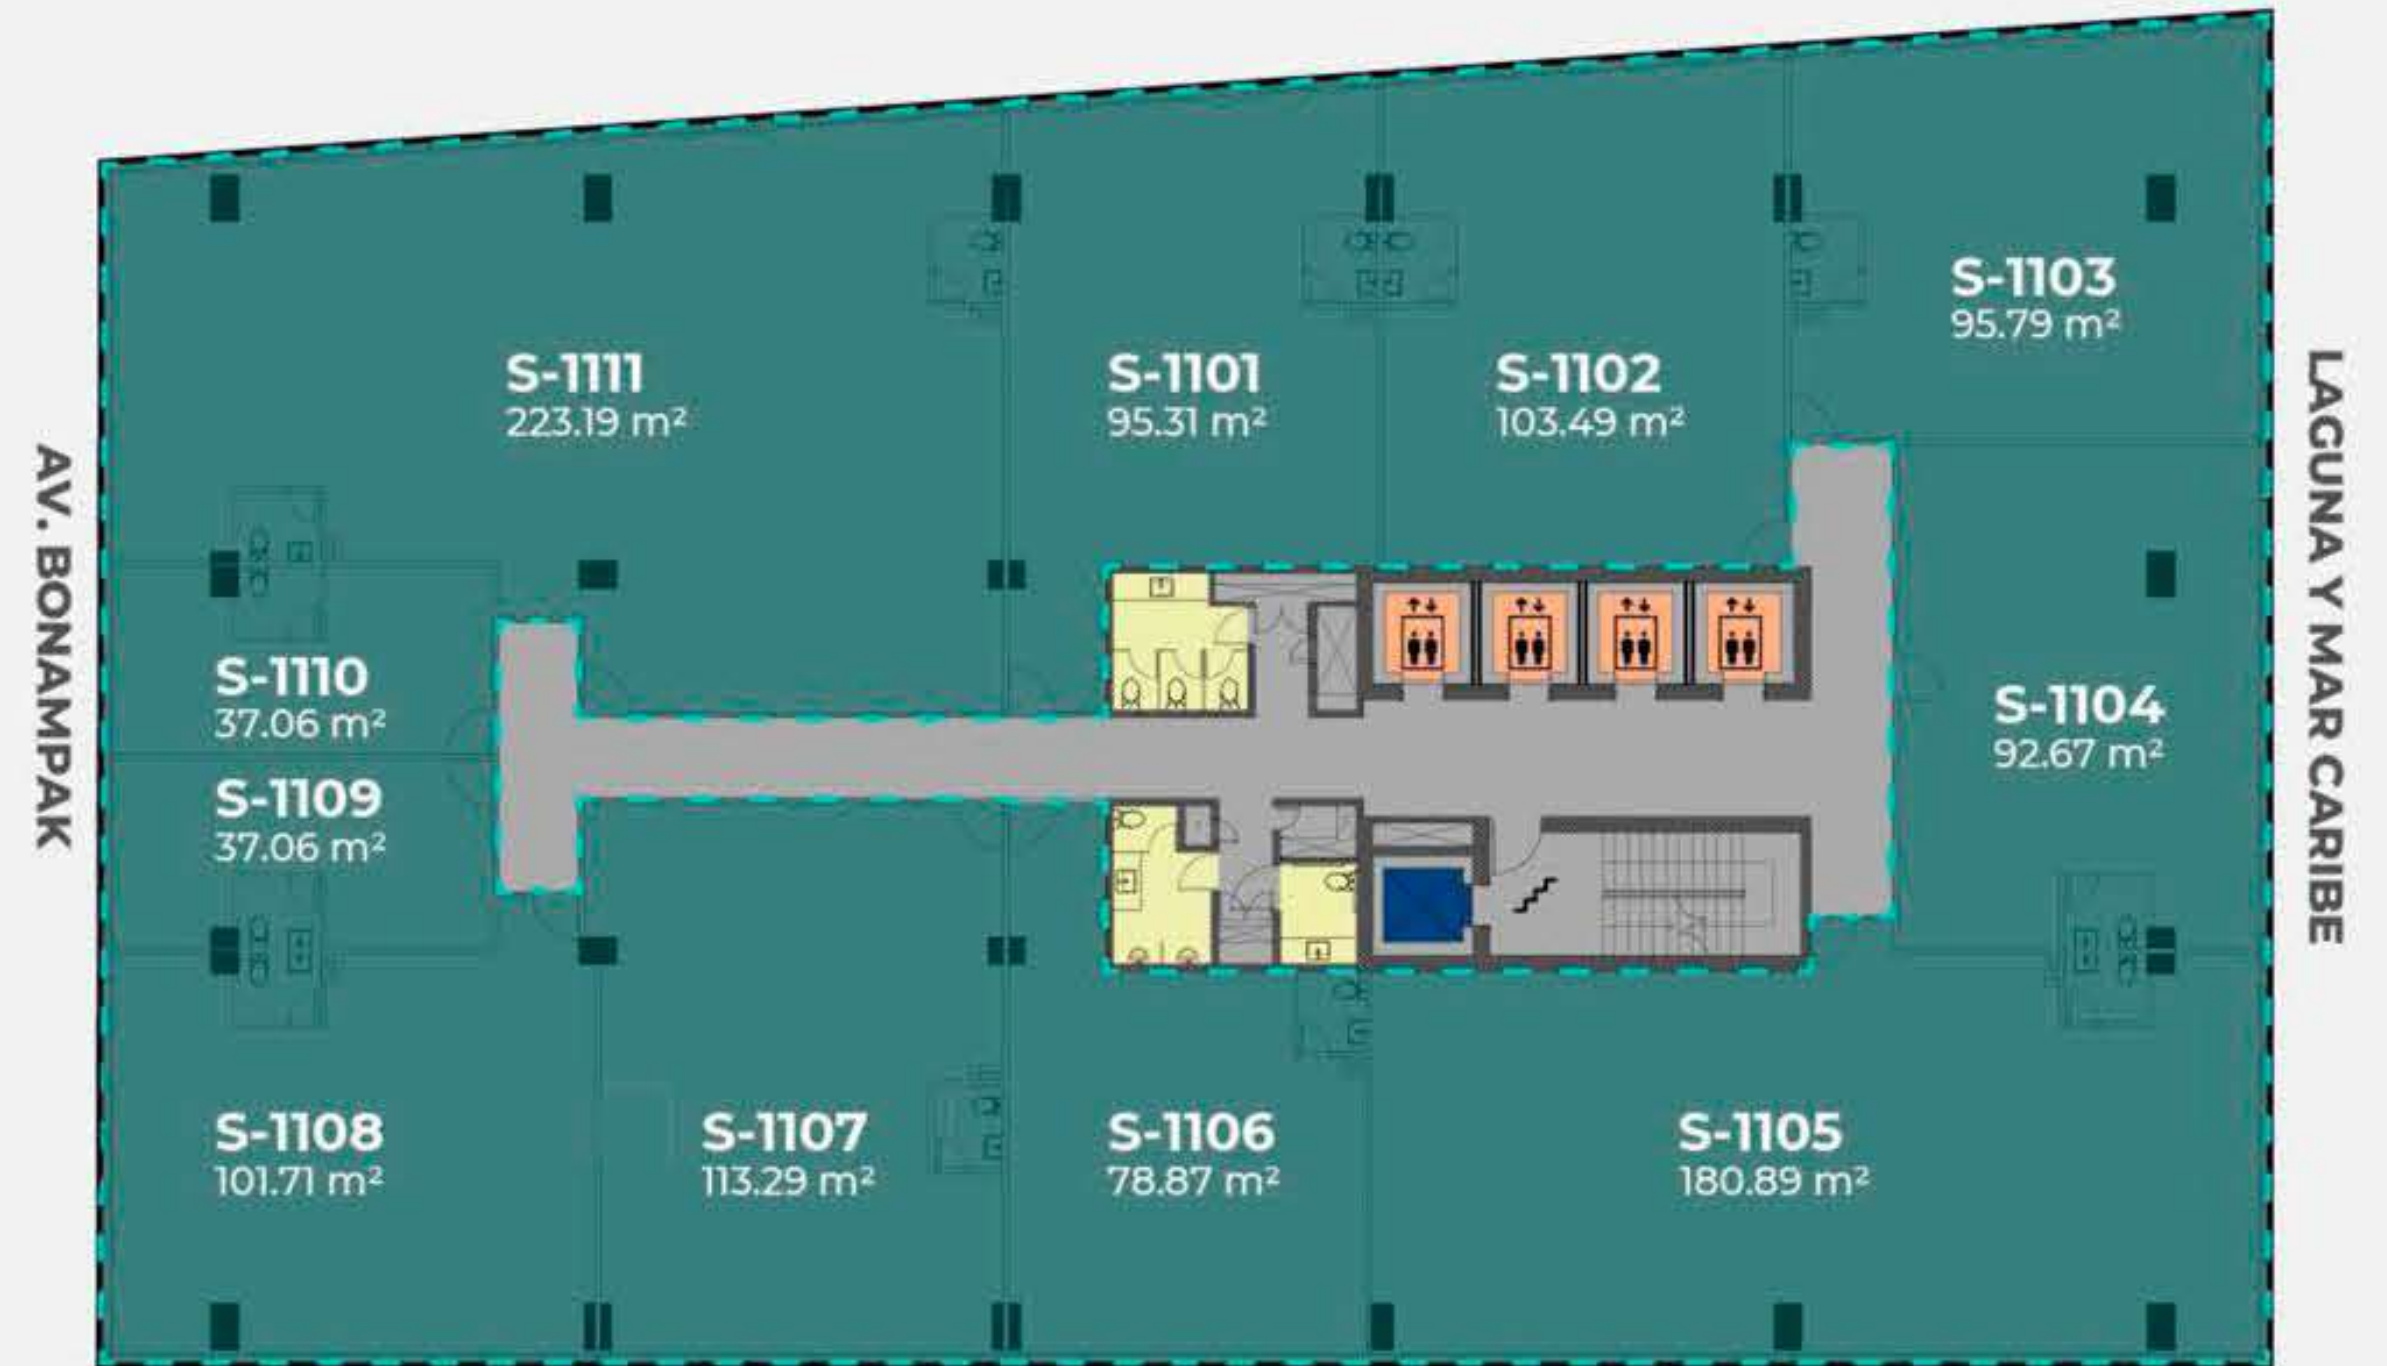 S-1103
95.79 m²
S-1111
223.19 m²
S-1101
95.31 m²
S-1102
103.49 m²
AV. BONAMPAK
LAGUNA Y MAR CARIBE
S-1110
37.06 m²
S-1104
92.67 m²
S-1109
37.06 m²
S-1108
101.71 m²
S-1107
113.29 m²
S-1106
78.87 m²
S-1105
180.89 m²